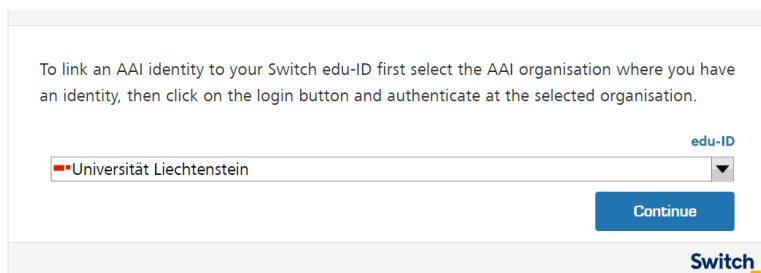 To link an AAI identity to your Switch edu-ID first select the AAI organisation where you have
an identity, then click on the login button and authenticate at the selected organisation.
edu-ID
Universität Liechtenstein
Continue
Switch